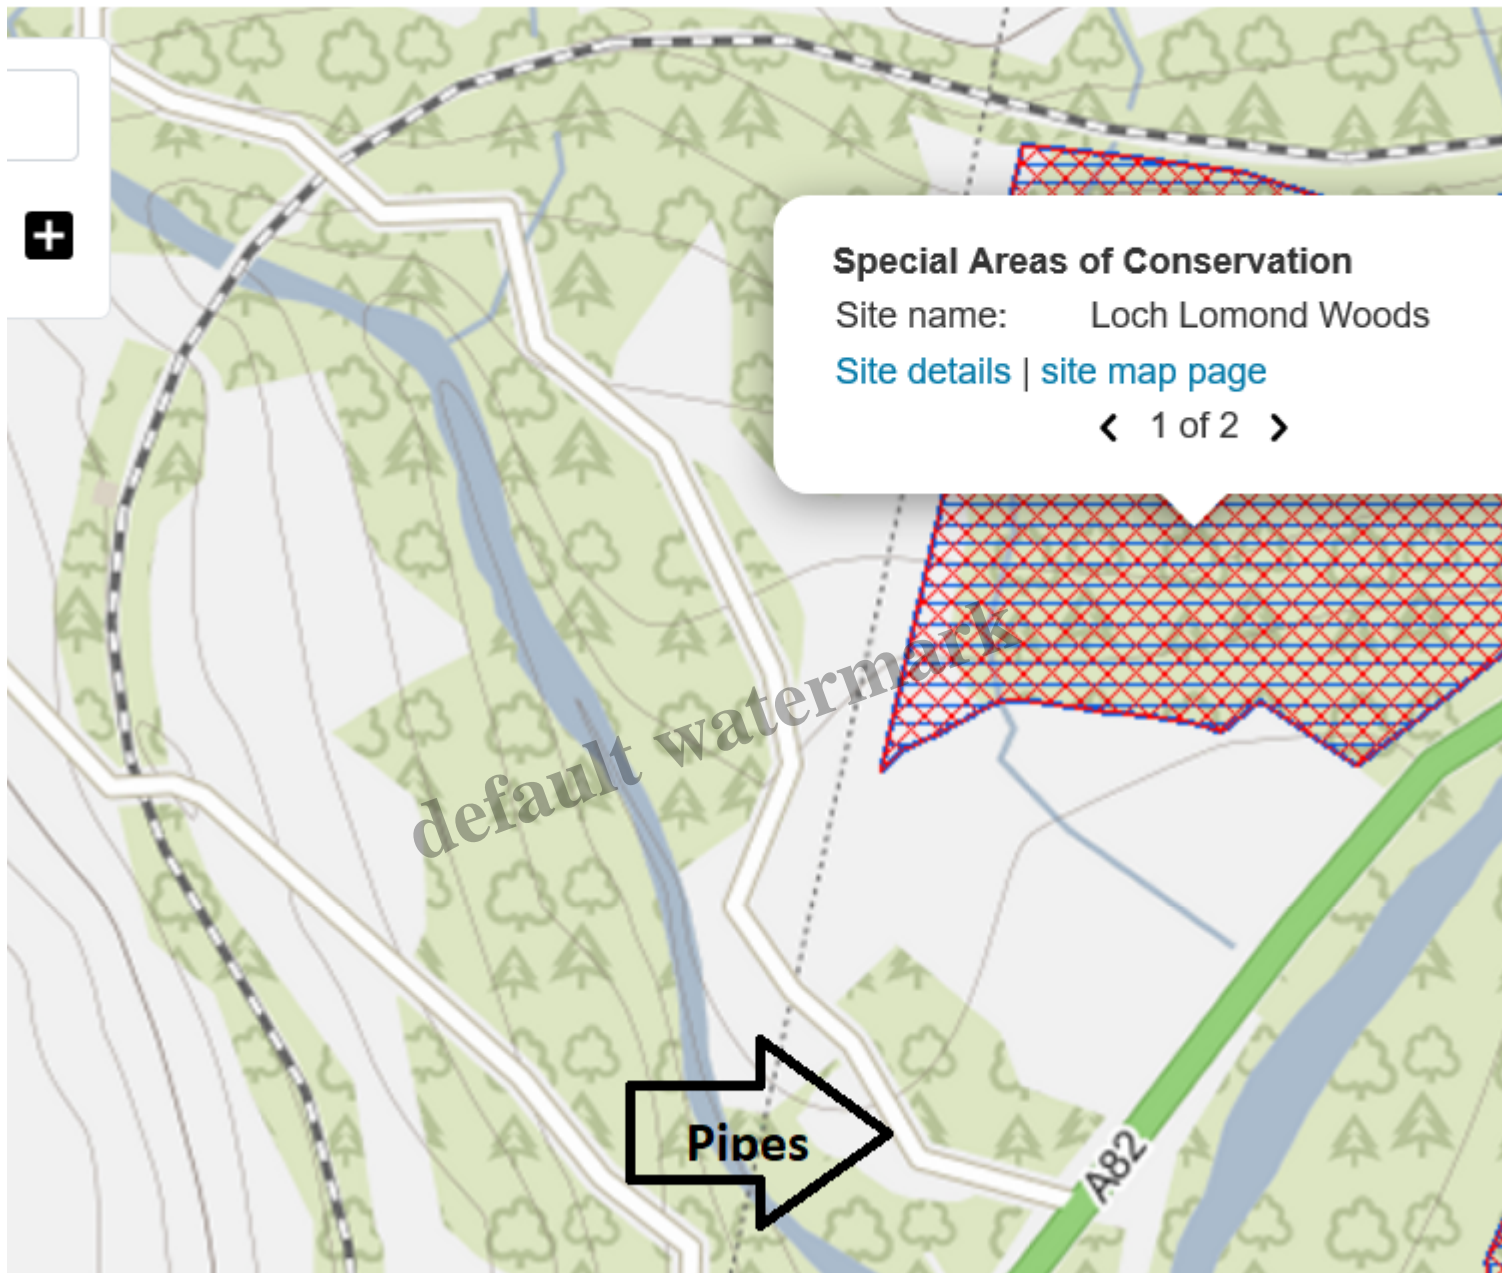 Special Areas of Conservation
Site name: Loch Lomond Woods
Site details | site map page
1 of 2
default watermark
Pipes
A82